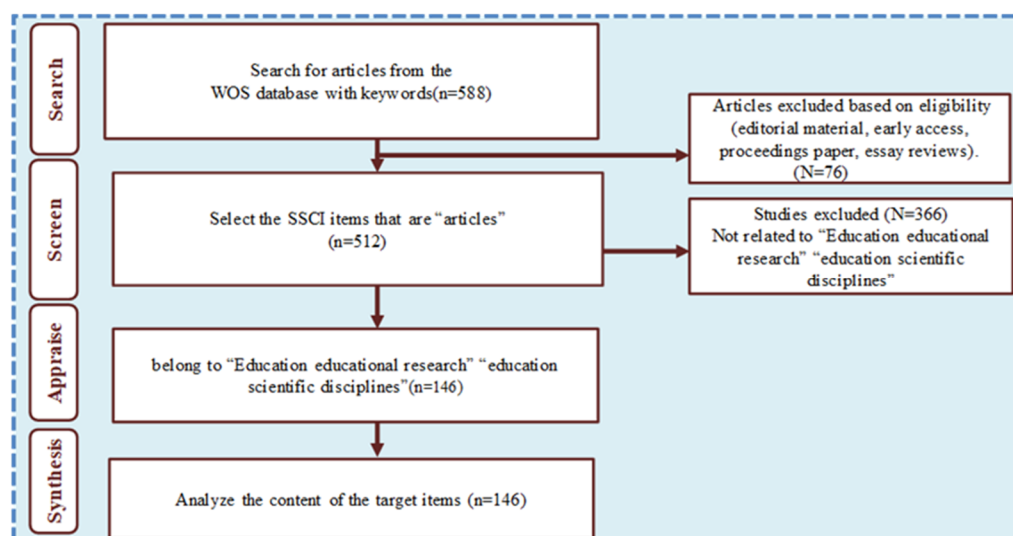 Search
Search for articles from the
WOS database with keywords(n=588)
Articles excluded based on eligibility
(editorial material, early access,
proceedings paper, essay reviews).
(N=76)
Screen
Select the SSCI items that are “articles”
(n=512)
Studies excluded (N=366)
Not related to “Education educational
research” “education scientific
disciplines”
Appraise
belong to “Education educational research” “education
scientific disciplines”(n=146)
Synthesis
Analyze the content of the target items (n=146)